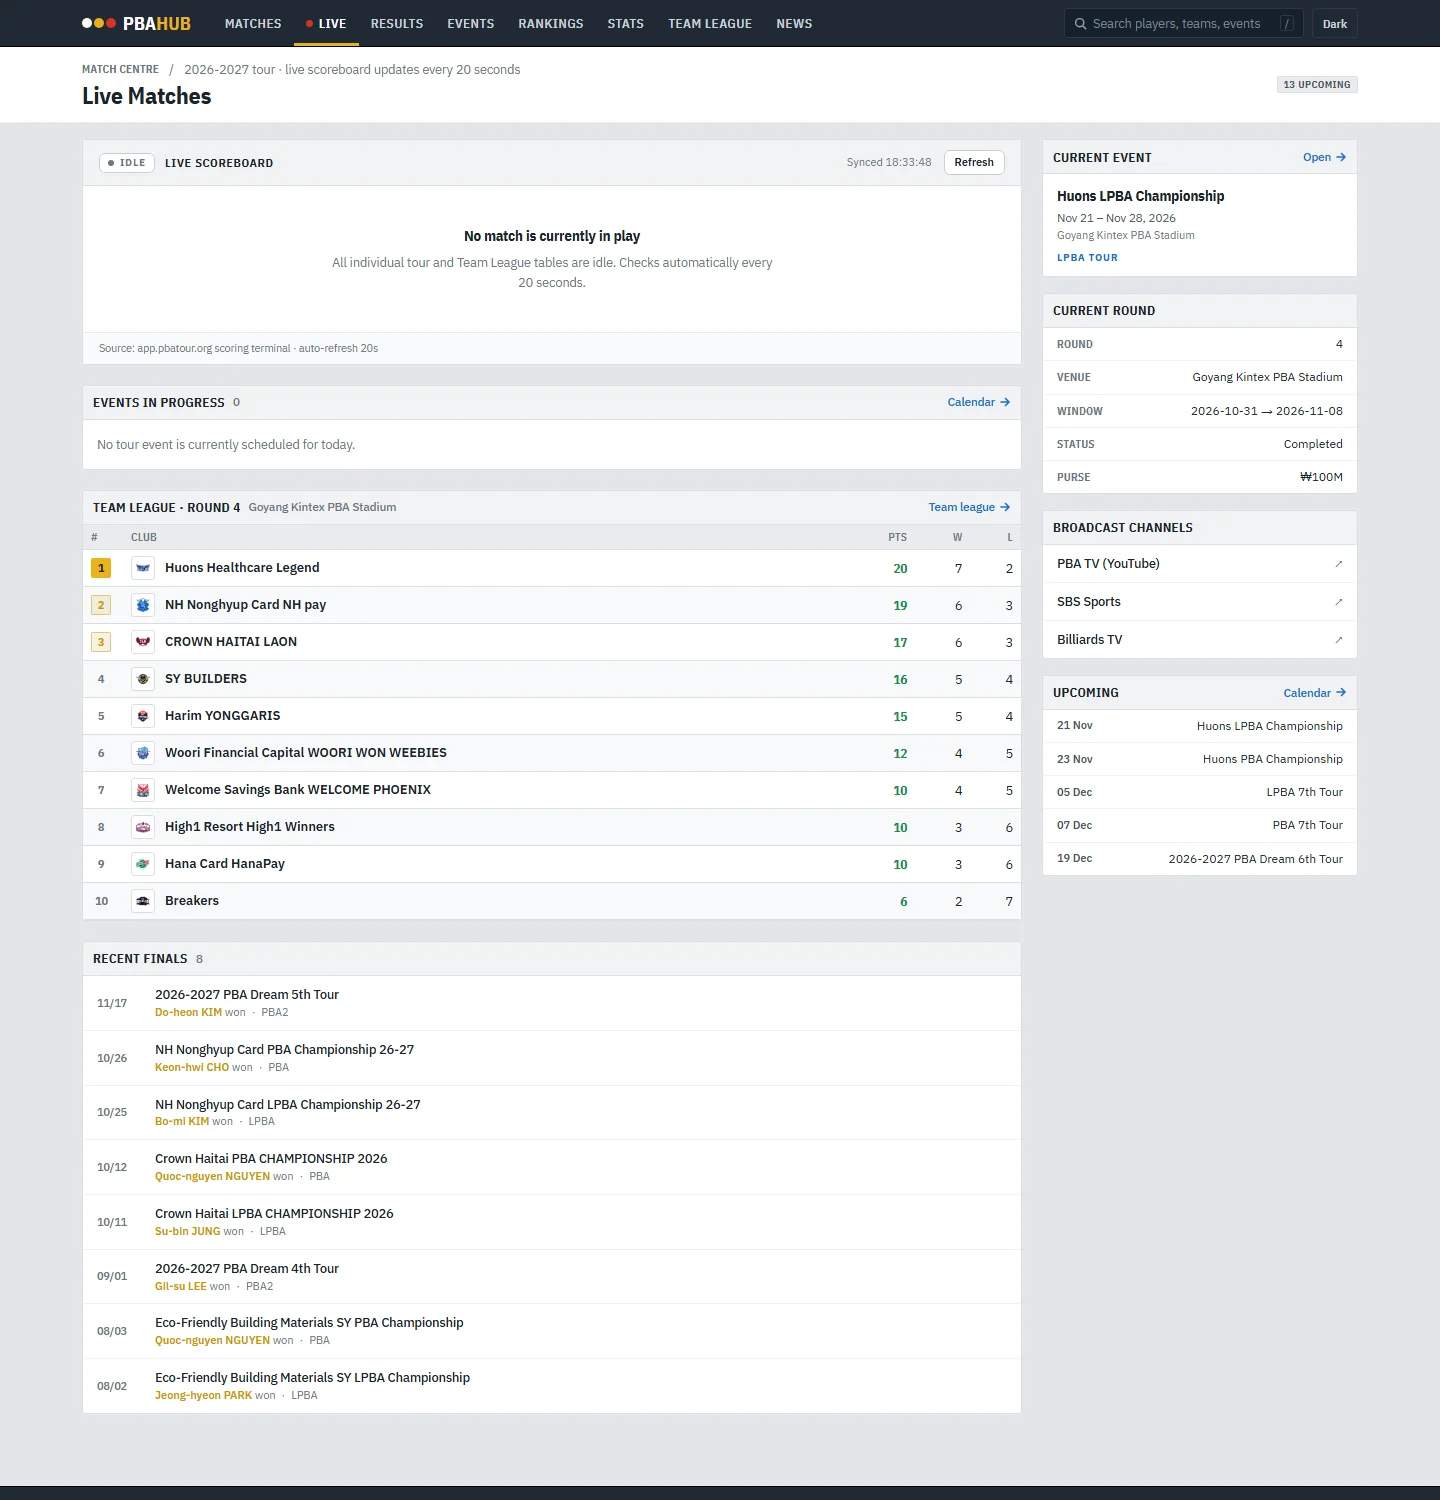 PBAHUB MATCHES LIVE RESULTS EVENTS RANKINGS STATS TEAM LEAGUE NEWS Search players, teams, events / Dark
MATCH CENTRE / 2026-2027 tour · live scoreboard updates every 20 seconds
Live Matches
13 UPCOMING
IDLE LIVE SCOREBOARD Synced 18:33:48 Refresh
No match is currently in play
All individual tour and Team League tables are idle. Checks automatically every
20 seconds.
Source: app.pbatour.org scoring terminal · auto-refresh 20s
EVENTS IN PROGRESS 0 Calendar →
No tour event is currently scheduled for today.
TEAM LEAGUE · ROUND 4 Goyang Kintex PBA Stadium Team league →
# CLUB PTS W L
1 Huons Healthcare Legend 20 7 2
2 NH Nonghyup Card NH pay 19 6 3
3 CROWN HAITAI LAON 17 6 3
4 SY BUILDERS 16 5 4
5 Harim YONGGARIS 15 5 4
6 Woori Financial Capital WOORI WON WEEBIES 12 4 5
7 Welcome Savings Bank WELCOME PHOENIX 10 4 5
8 High1 Resort High1 Winners 10 3 6
9 Hana Card HanaPay 10 3 6
10 Breakers 6 2 7
RECENT FINALS 8
11/17 2026-2027 PBA Dream 5th Tour
Do-heon KIM won · PBA2
10/26 NH Nonghyup Card PBA Championship 26-27
Keon-hwi CHO won · PBA
10/25 NH Nonghyup Card LPBA Championship 26-27
Bo-mi KIM won · LPBA
10/12 Crown Haitai PBA CHAMPIONSHIP 2026
Quoc-nguyen NGUYEN won · PBA
10/11 Crown Haitai LPBA CHAMPIONSHIP 2026
Su-bin JUNG won · LPBA
09/01 2026-2027 PBA Dream 4th Tour
Gil-su LEE won · PBA2
08/03 Eco-Friendly Building Materials SY PBA Championship
Quoc-nguyen NGUYEN won · PBA
08/02 Eco-Friendly Building Materials SY LPBA Championship
Jeong-hyeon PARK won · LPBA
CURRENT EVENT Open →
Huons LPBA Championship
Nov 21 – Nov 28, 2026
Goyang Kintex PBA Stadium
LPBA TOUR
CURRENT ROUND
ROUND 4
VENUE Goyang Kintex PBA Stadium
WINDOW 2026-10-31 → 2026-11-08
STATUS Completed
PURSE ₩100M
BROADCAST CHANNELS
PBA TV (YouTube) ↗
SBS Sports ↗
Billiards TV ↗
UPCOMING Calendar →
21 Nov Huons LPBA Championship
23 Nov Huons PBA Championship
05 Dec LPBA 7th Tour
07 Dec PBA 7th Tour
19 Dec 2026-2027 PBA Dream 6th Tour